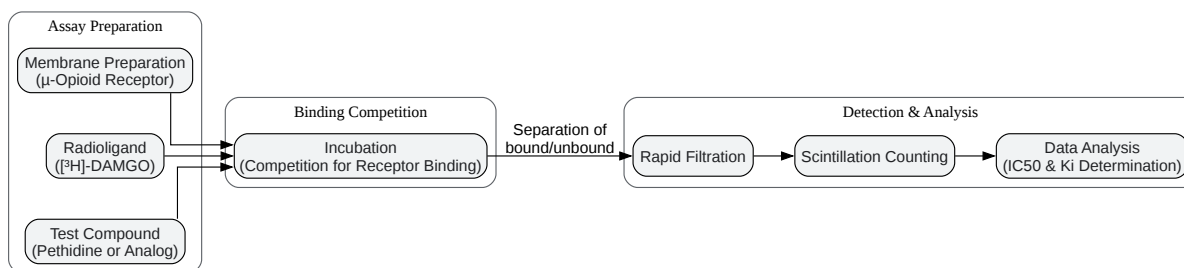 Assay Preparation
Membrane Preparation
(μ-Opioid Receptor)
Radioligand
([³H]-DAMGO)
Test Compound
(Pethidine or Analog)
Binding Competition
Incubation
(Competition for Receptor Binding)
Separation of
bound/unbound
Detection & Analysis
Rapid Filtration
Scintillation Counting
Data Analysis
(IC50 & Ki Determination)